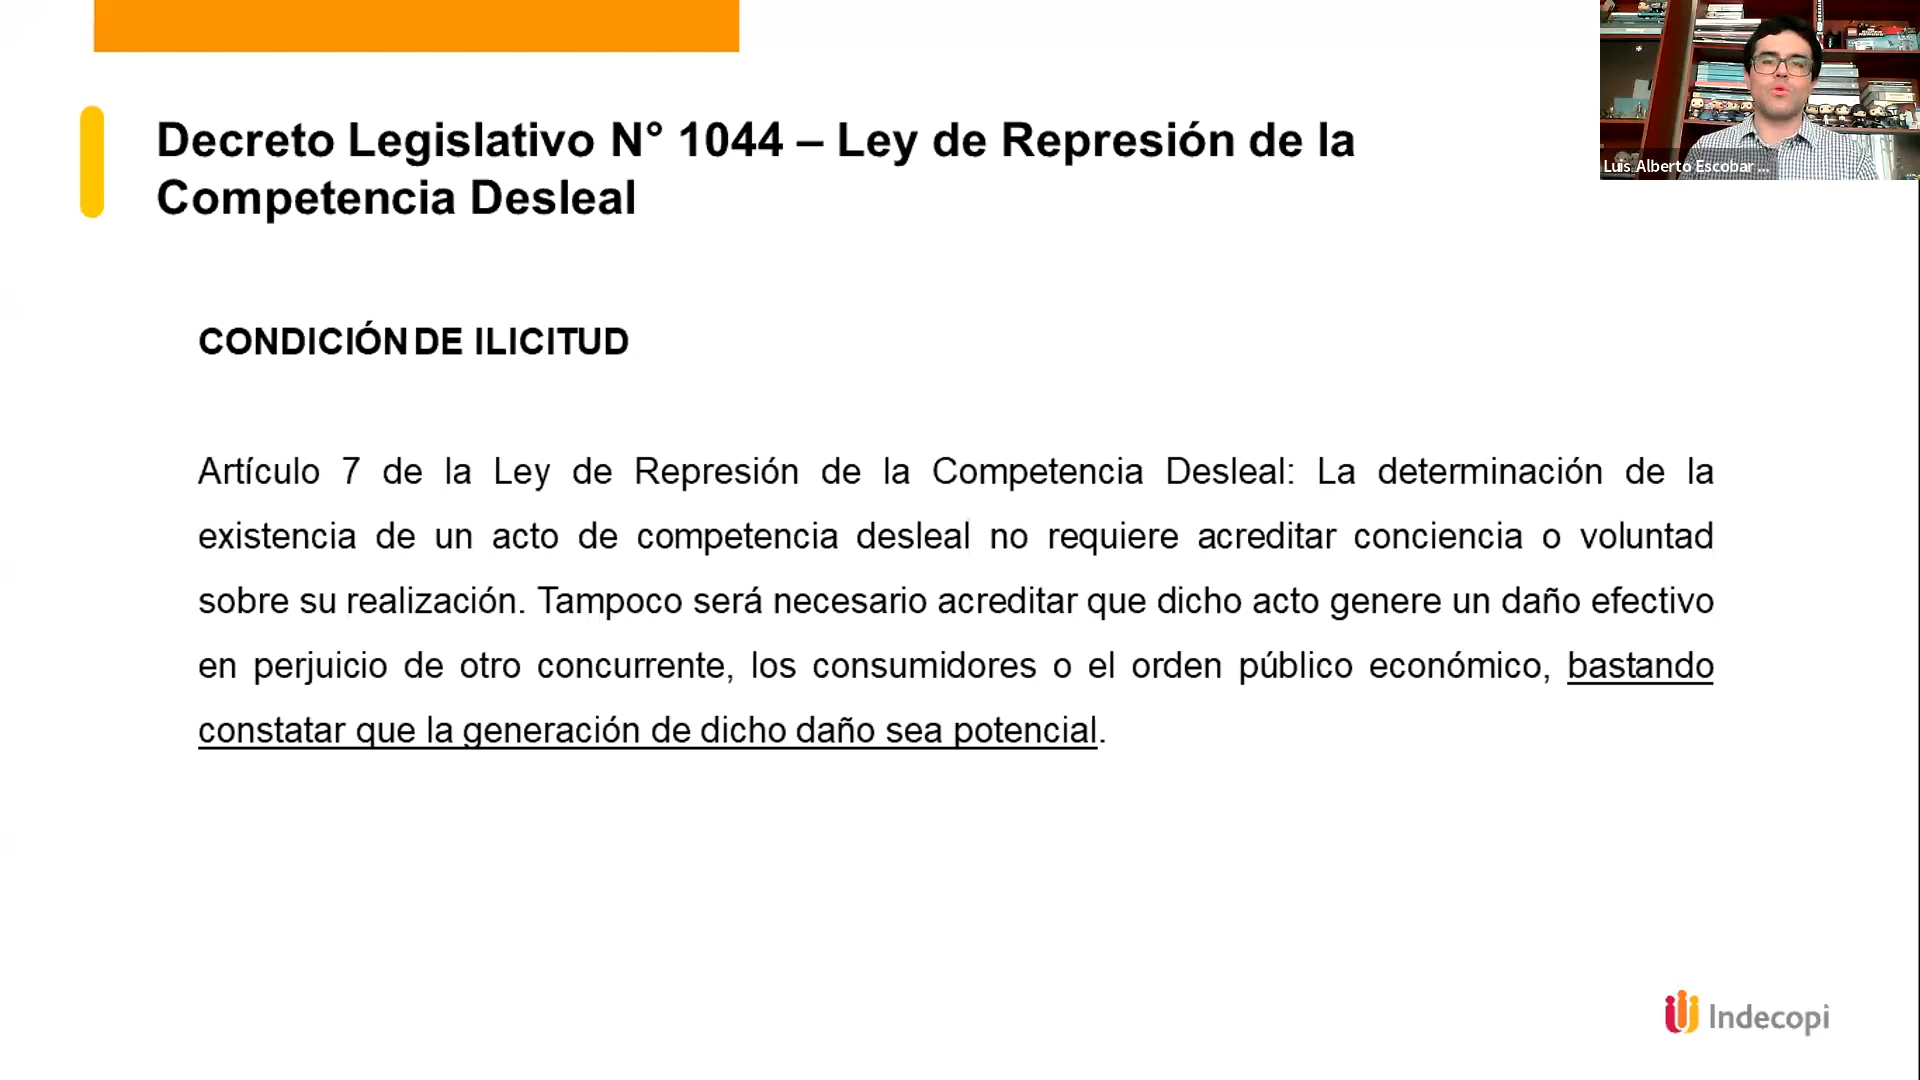 Decreto Legislativo N° 1044 – Ley de Represión de la
Competencia Desleal
Luis Alberto Escobar ...
CONDICIÓN DE ILICITUD
Artículo 7 de la Ley de Represión de la Competencia Desleal: La determinación de la
existencia de un acto de competencia desleal no requiere acreditar conciencia o voluntad
sobre su realización. Tampoco será necesario acreditar que dicho acto genere un daño efectivo
en perjuicio de otro concurrente, los consumidores o el orden público económico, bastando
constatar que la generación de dicho daño sea potencial.
Indecopi